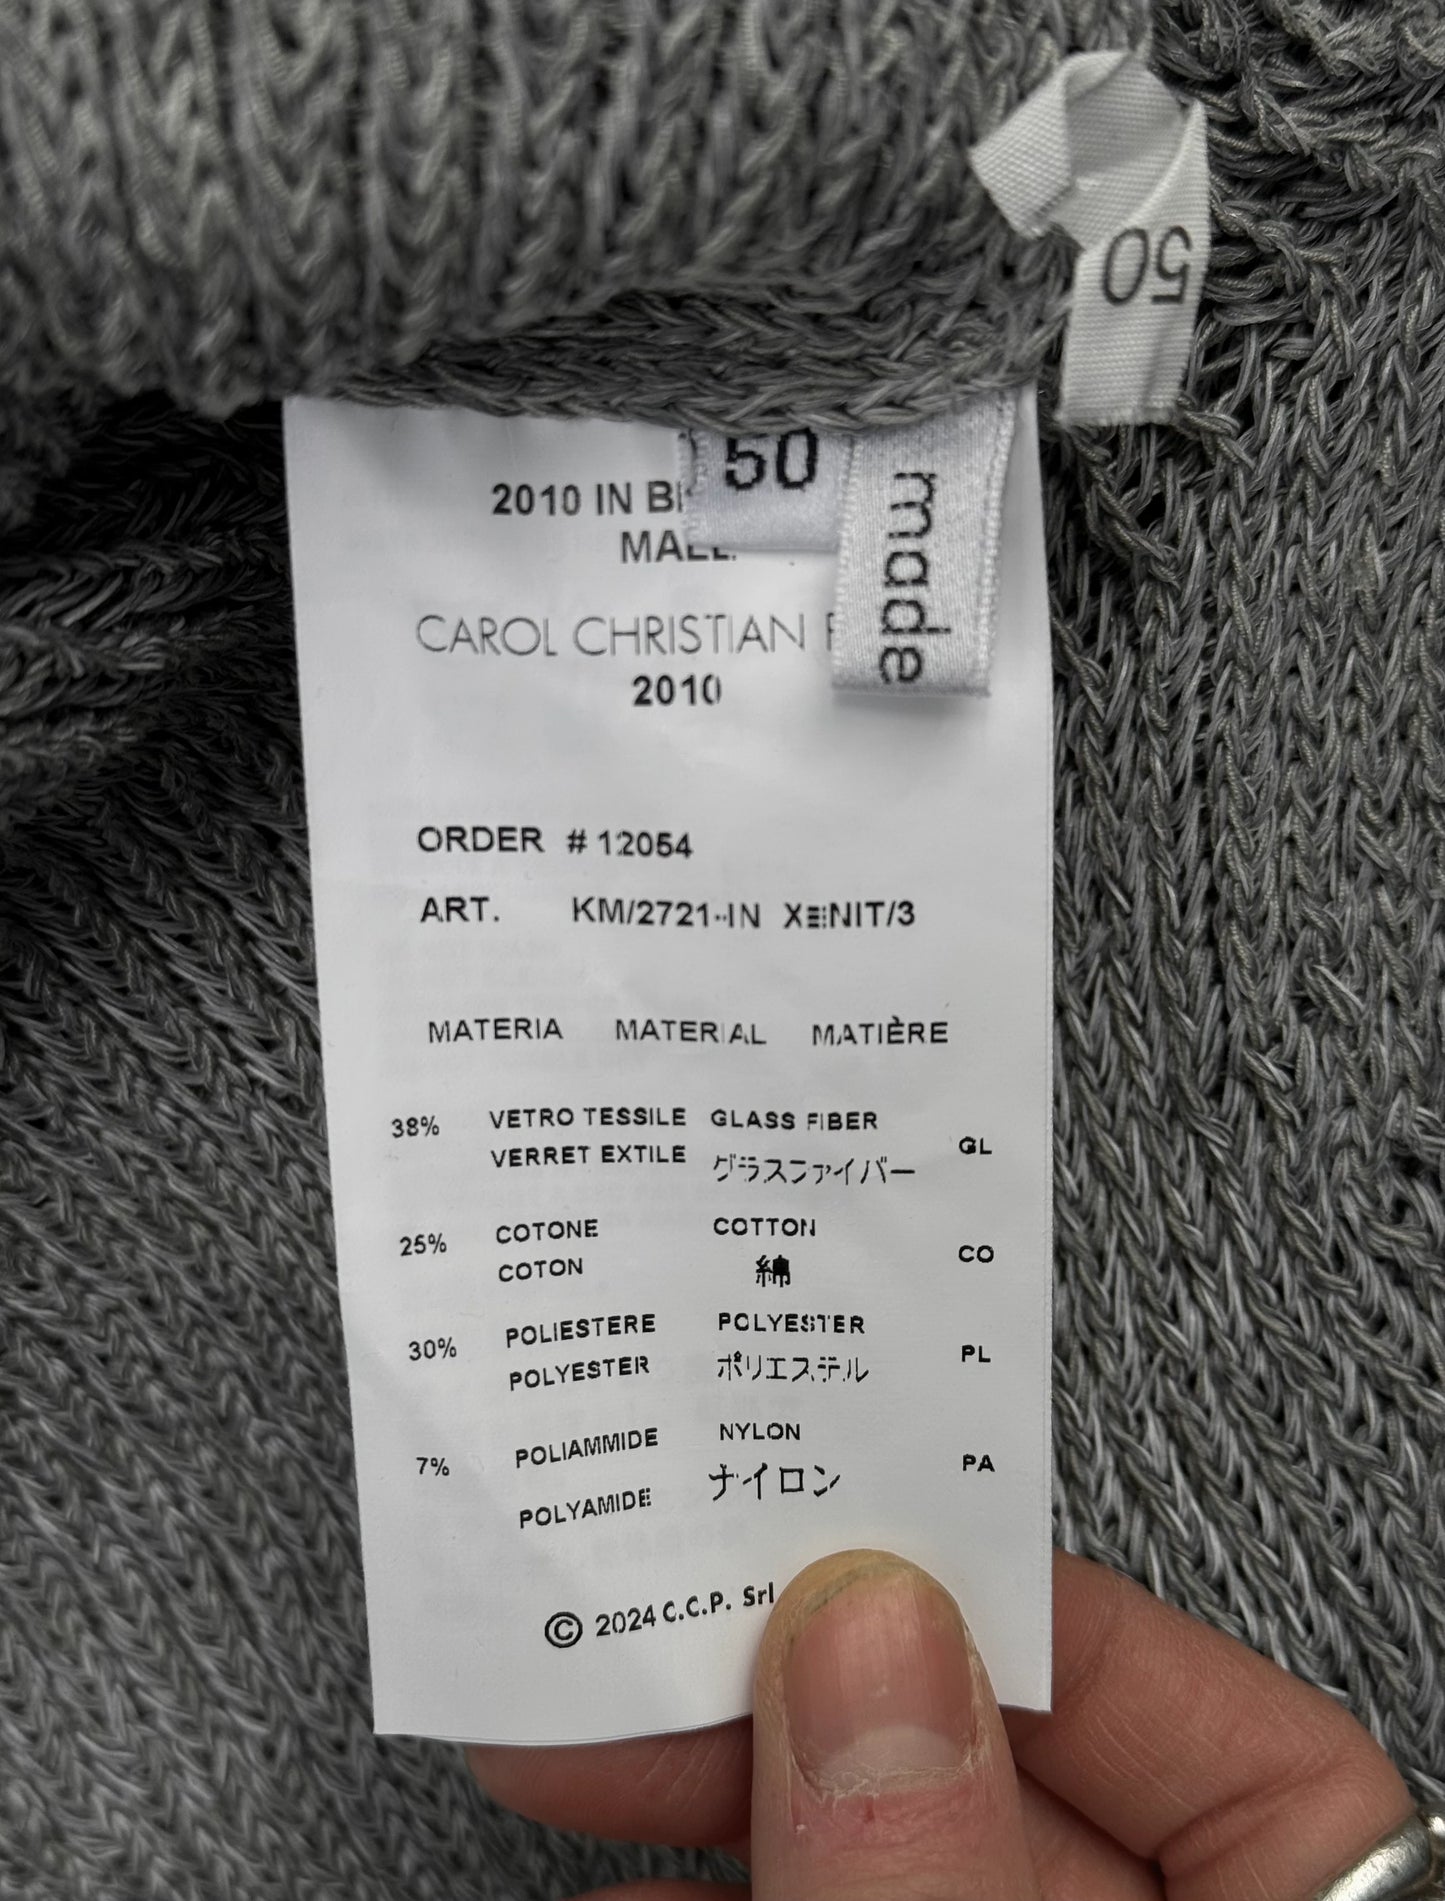 50
50
made
2010 IN
CAROL CHRISTIAN
2010
ORDER # 12054
ART. KM/2721-IN XENIT/3
MATERIA MATERIAL MATIÈRE
38% VETRO TESSILE GLASS FIBER GL
VERRET EXTILE グラスファイバー
25% COTONE COTTON CO
COTON 綿
30% POLIESTERE POLYESTER PL
POLYESTER ポリエステル
7% POLIAMMIDE NYLON PA
POLYAMIDE ナイロン
© 2024 C.C.P. Srl